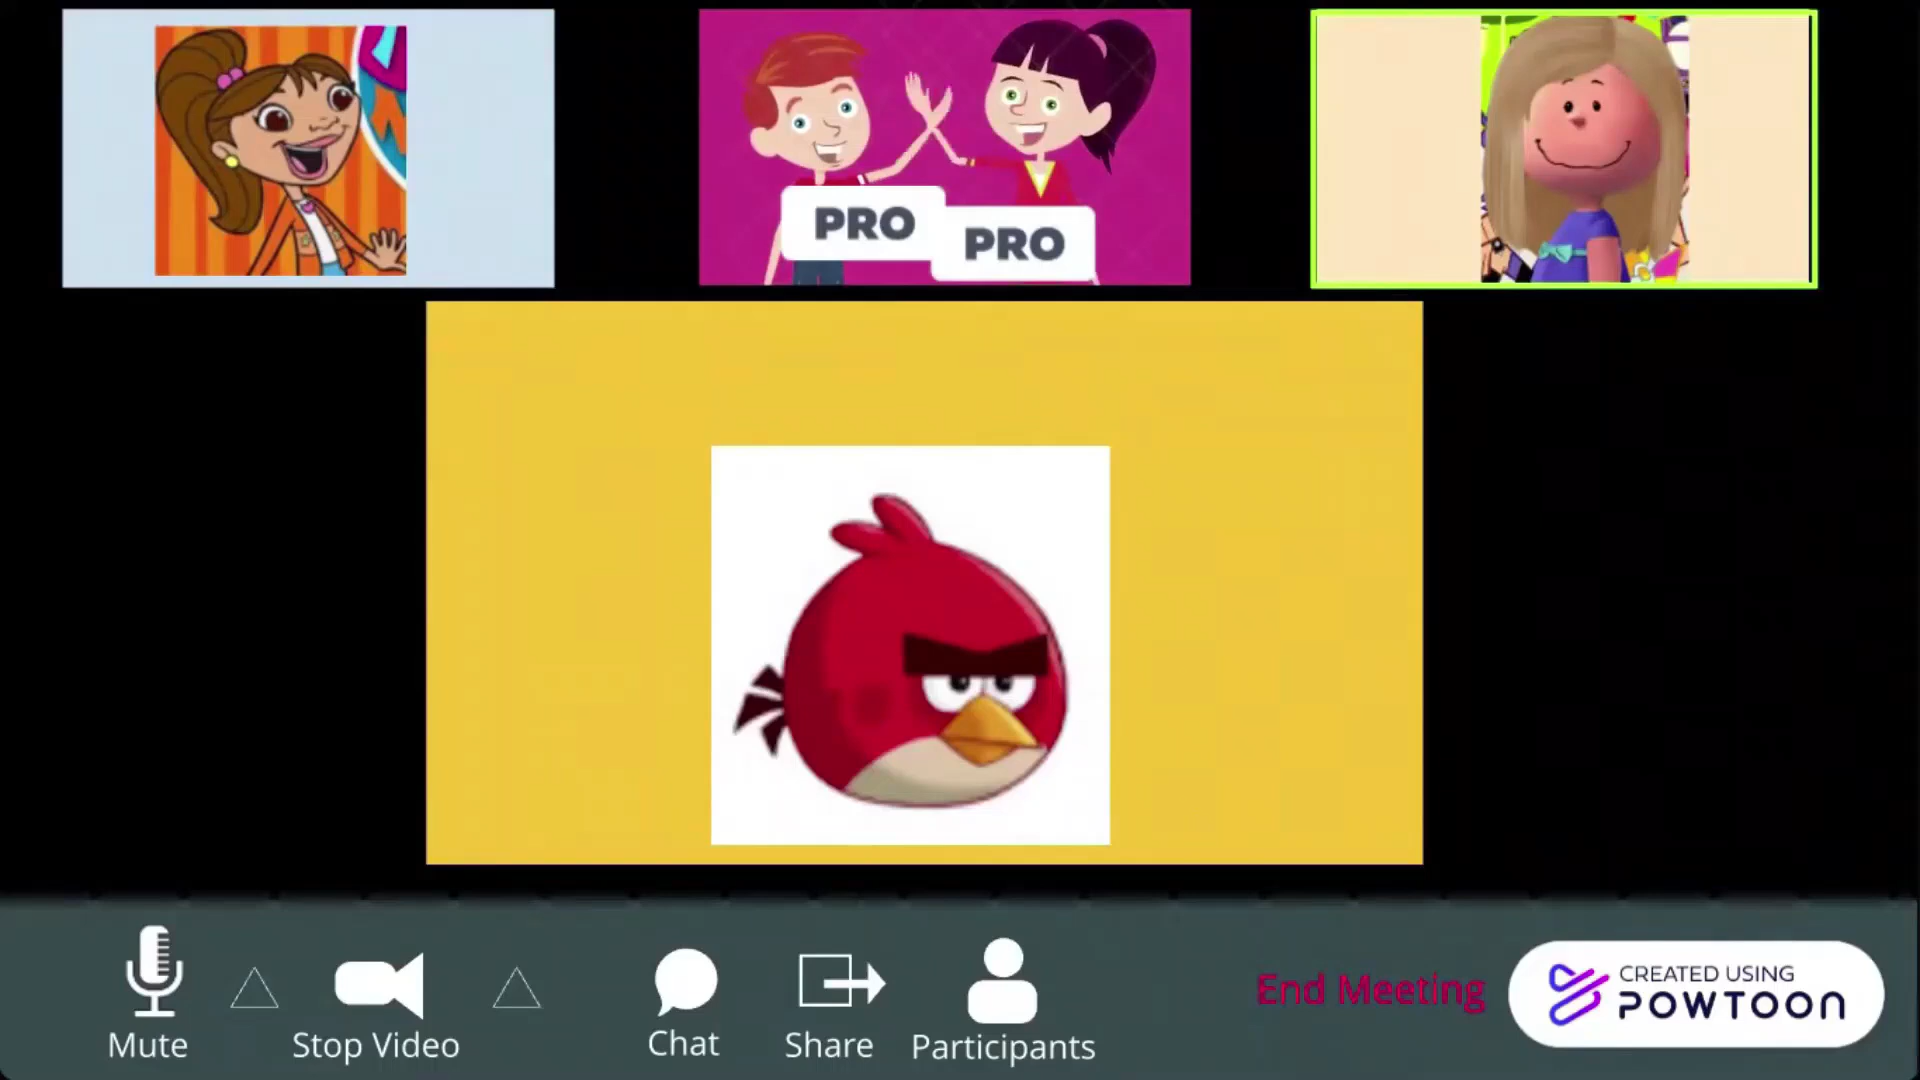 PRO
PRO
Mute
Stop Video
Chat
Share
Participants
End Meeting
CREATED USING
POWTOON